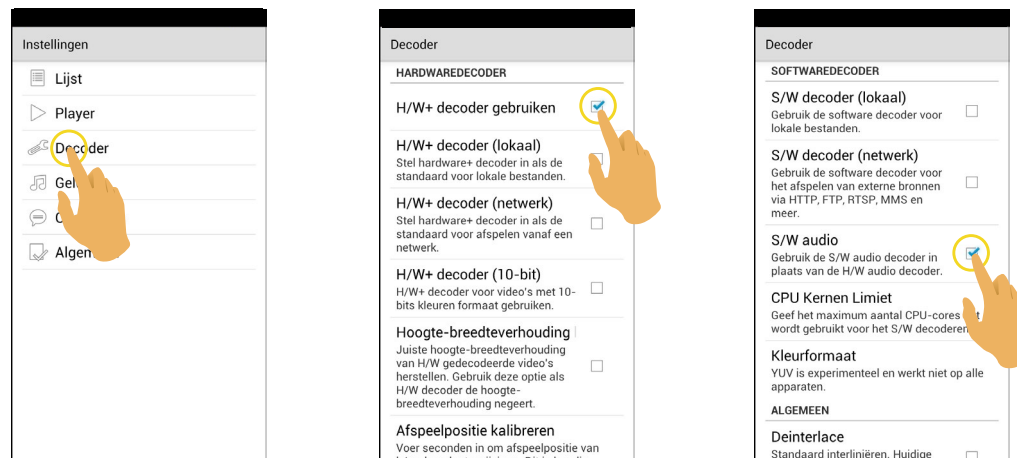 Instellingen
Lijst
Player
Decoder
Algemeen
Decoder
HARDWAREDECODER
H/W+ decoder gebruiken
H/W+ decoder (lokaal)
Stel hardware+ decoder in als de
standaard voor lokale bestanden.
H/W+ decoder (netwerk)
Stel hardware+ decoder in als de
standaard voor afspelen vanaf een
netwerk.
H/W+ decoder (10-bit)
H/W+ decoder voor video's met 10-
bits kleuren formaat gebruiken.
Hoogte-breedteverhouding
Juiste hoogte-breedteverhouding
van H/W gedecodeerde video's
herstellen. Gebruik deze optie als
H/W decoder de hoogte-
breedteverhouding negeert.
Afspeelpositie kalibreren
Voer seconden in om afspeelpositie van
Decoder
SOFTWAREDECODER
S/W decoder (lokaal)
Gebruik de software decoder voor
lokale bestanden.
S/W decoder (netwerk)
Gebruik de software decoder voor
het afspelen van externe bronnen
via HTTP, FTP, RTSP, MMS en
meer.
S/W audio
Gebruik de S/W audio decoder in
plaats van de H/W audio decoder.
CPU Kernen Limiet
Geef het maximum aantal CPU-cores
wordt gebruikt voor het S/W decoderen
Kleurformaat
YUV is experimenteel en werkt niet op alle
apparaten.
ALGEMEEN
Deinterlace
Standaard interliniëren. Huidige